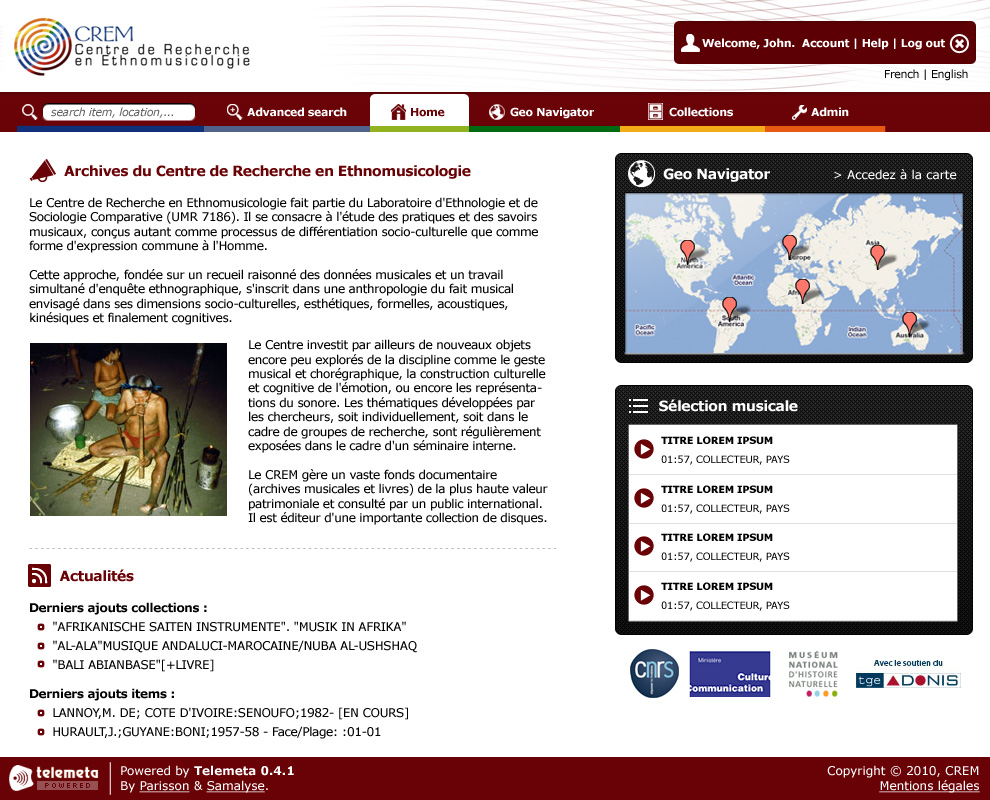 CREM
Centre de Recherche
en Ethnomusicologie
Welcome, John. Account | Help | Log out
French | English
search item, location,...
Advanced search
Home
Geo Navigator
Collections
Admin
Archives du Centre de Recherche en Ethnomusicologie
Le Centre de Recherche en Ethnomusicologie fait partie du Laboratoire d'Ethnologie et de
Sociologie Comparative (UMR 7186). Il se consacre à l'étude des pratiques et des savoirs
musicaux, conçus autant comme processus de différentiation socio-culturelle que comme
forme d'expression commune à l'Homme.
Cette approche, fondée sur un recueil raisonné des données musicales et un travail
simultané d'enquête ethnographique, s'inscrit dans une anthropologie du fait musical
envisagé dans ses dimensions socio-culturelles, esthétiques, formelles, acoustiques,
kinésiques et finalement cognitives.
Le Centre investit par ailleurs de nouveaux objets
encore peu explorés de la discipline comme le geste
musical et chorégraphique, la construction culturelle
et cognitive de l'émotion, ou encore les représenta-
tions du sonore. Les thématiques développées par
les chercheurs, soit individuellement, soit dans le
cadre de groupes de recherche, sont régulièrement
exposées dans le cadre d'un séminaire interne.
Le CREM gère un vaste fonds documentaire
(archives musicales et livres) de la plus haute valeur
patrimoniale et consulté par un public international.
Il est éditeur d'une importante collection de disques.
Actualités
Derniers ajouts collections :
"AFRIKANISCHE SAITEN INSTRUMENTE". "MUSIK IN AFRIKA"
"AL-ALA"MUSIQUE ANDALUCI-MAROCAINE/NUBA AL-USHSHAQ
"BALI ABIANBASE"[+LIVRE]
Derniers ajouts items :
LANNOY,M. DE; COTE D'IVOIRE:SENOUFO;1982- [EN COURS]
HURAULT,J.;GUYANE:BONI;1957-58 - Face/Plage: :01-01
Geo Navigator
> Accedez à la carte
North
America
Europe
Asia
Atlantic
Ocean
Africa
South
America
Pacific
Ocean
Indian
Ocean
Australia
Sélection musicale
TITRE LOREM IPSUM
01:57, COLLECTEUR, PAYS
TITRE LOREM IPSUM
01:57, COLLECTEUR, PAYS
TITRE LOREM IPSUM
01:57, COLLECTEUR, PAYS
TITRE LOREM IPSUM
01:57, COLLECTEUR, PAYS
cnrs
Ministère
Culture
Communication
MUSÉUM
NATIONAL
D'HISTOIRE
NATURELLE
Avec le soutien du
tge ADONIS
telemeta
POWERED
Powered by Telemeta 0.4.1
By Parisson & Samalyse.
Copyright © 2010, CREM
Mentions légales